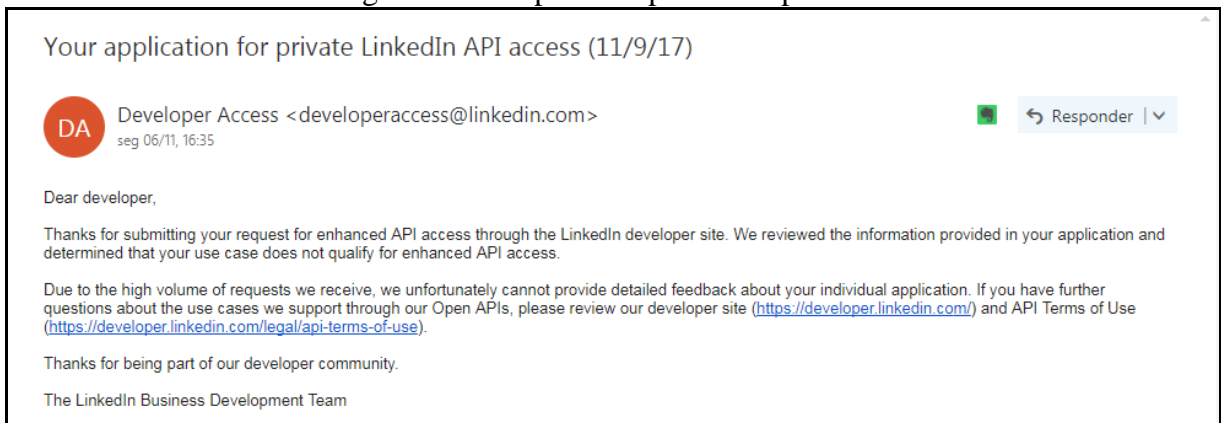 Your application for private LinkedIn API access (11/9/17)
DA
Developer Access <developeraccess@linkedin.com>
seg 06/11, 16:35
Responder
Dear developer,
Thanks for submitting your request for enhanced API access through the LinkedIn developer site. We reviewed the information provided in your application and
determined that your use case does not qualify for enhanced API access.
Due to the high volume of requests we receive, we unfortunately cannot provide detailed feedback about your individual application. If you have further
questions about the use cases we support through our Open APIs, please review our developer site (https://developer.linkedin.com/) and API Terms of Use
(https://developer.linkedin.com/legal/api-terms-of-use).
Thanks for being part of our developer community.
The LinkedIn Business Development Team